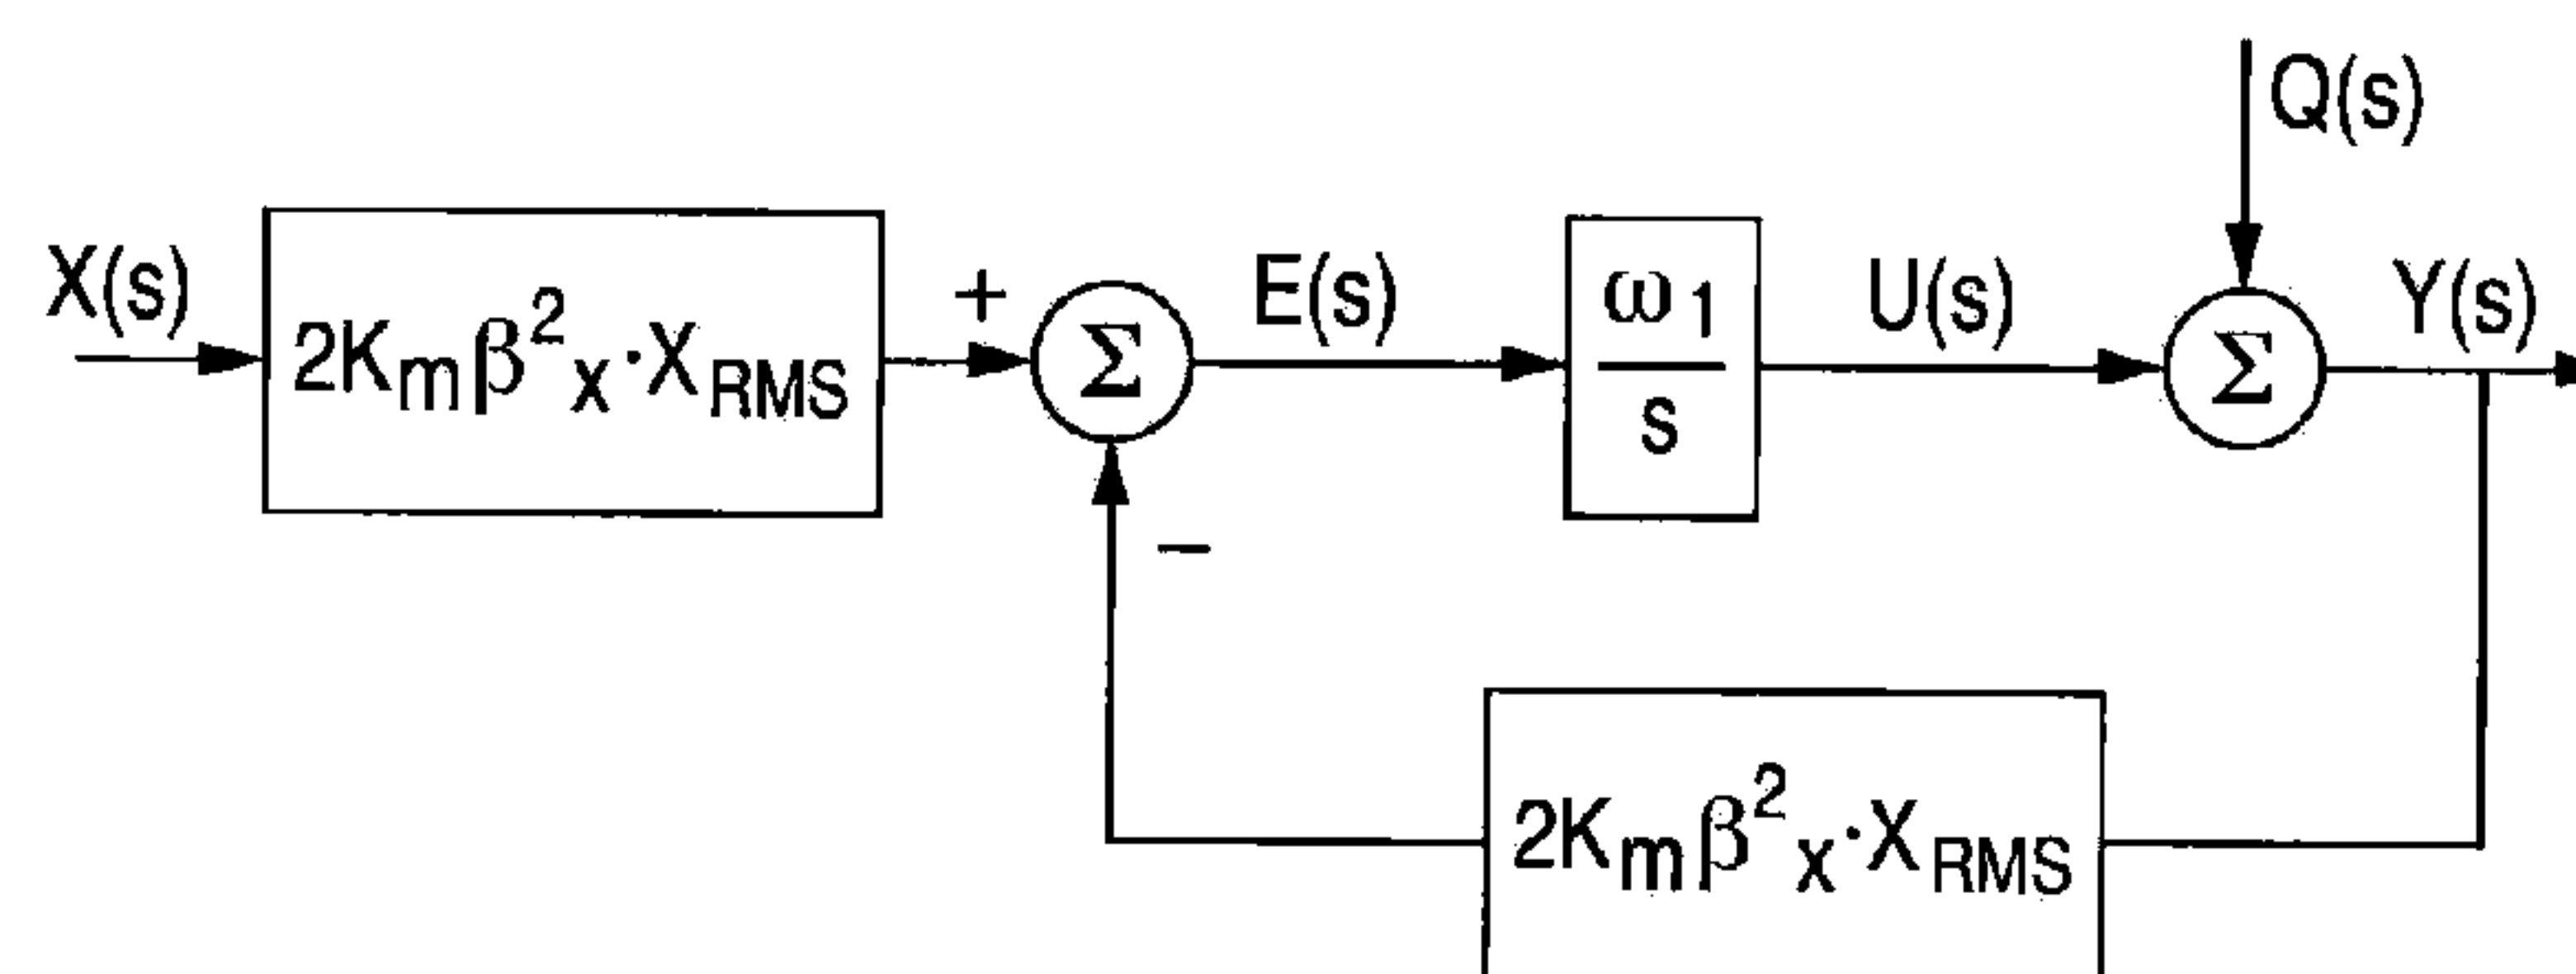 Q(s)
X(s)
2Kmβ²x·XRMS
+
Σ
E(s)
ω1
s
U(s)
Σ
Y(s)
−
2Kmβ²x·XRMS